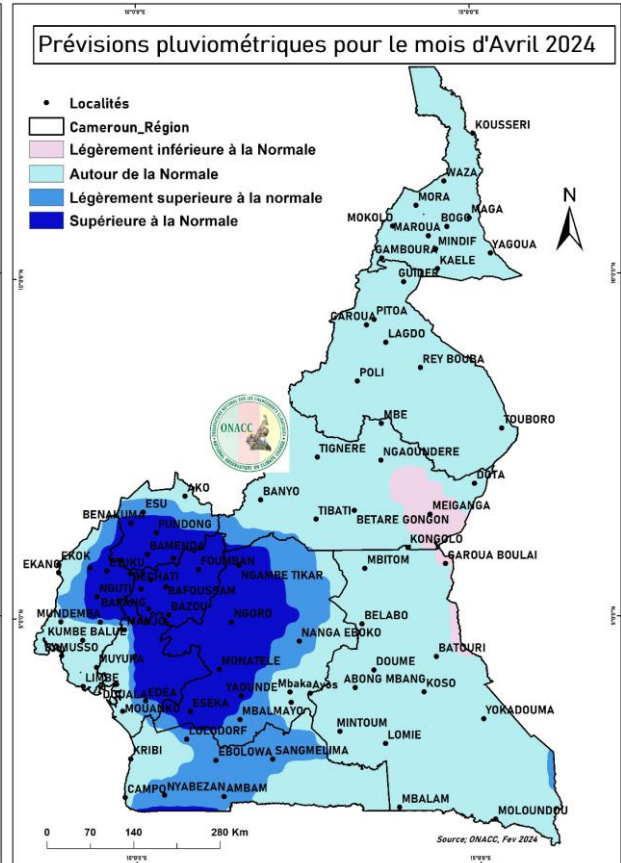 Prévisions pluviométriques pour le mois d'Avril 2024
Localités
Cameroun_Région
Légèrement inférieure à la Normale
Autour de la Normale
Légèrement superieure à la normale
Supérieure à la Normale
N
KOUSSERI
WAZA
MORA
MAGA
MOKOLO
BOGO
MAROUA
MINDIF
YAGOUA
GAMBOURA
KAELE
GUIDER
PITOA
GAROUA
LAGDO
REY BOUBA
POLI
MBE
TOUBORO
ONACC
TIGNERE
NGAOUNDERE
DOTA
AKO
BANYO
MEIGANGA
ESU
TIBATI
BETARE GONGON
BENAKUMA
FUNDONG
KONGOLO
BAMENDA
GAROUA BOULAI
EKOK
MBITOM
EKANG
FOUMBAN
NGAMBE TIKAR
BECHATI
NGUTI
BAFOUSSAM
BAKANG
BAZOU
MUNDEMBA
MANJO
NGORO
BELABO
KUMBE BALUE
NANGA EBOKO
BATOURI
MUYUKA
MONATELE
DOUME
LIMBE
Mbaka
Ayos
ABONG MBANG
KOSO
DOUALA
EDEA
YAOUNDE
MOUANKO
ESEKA
MBALMAYO
YOKADOUMA
MINTOUM
LOLODORF
LOMIE
KRIBI
EBOLOWA
SANGMELIMA
CAMPO
NYABEZAN
AMBAM
MBALAM
MOLOUNDOU
0 70 140 280 Km
Source; ONACC, Fev 2024